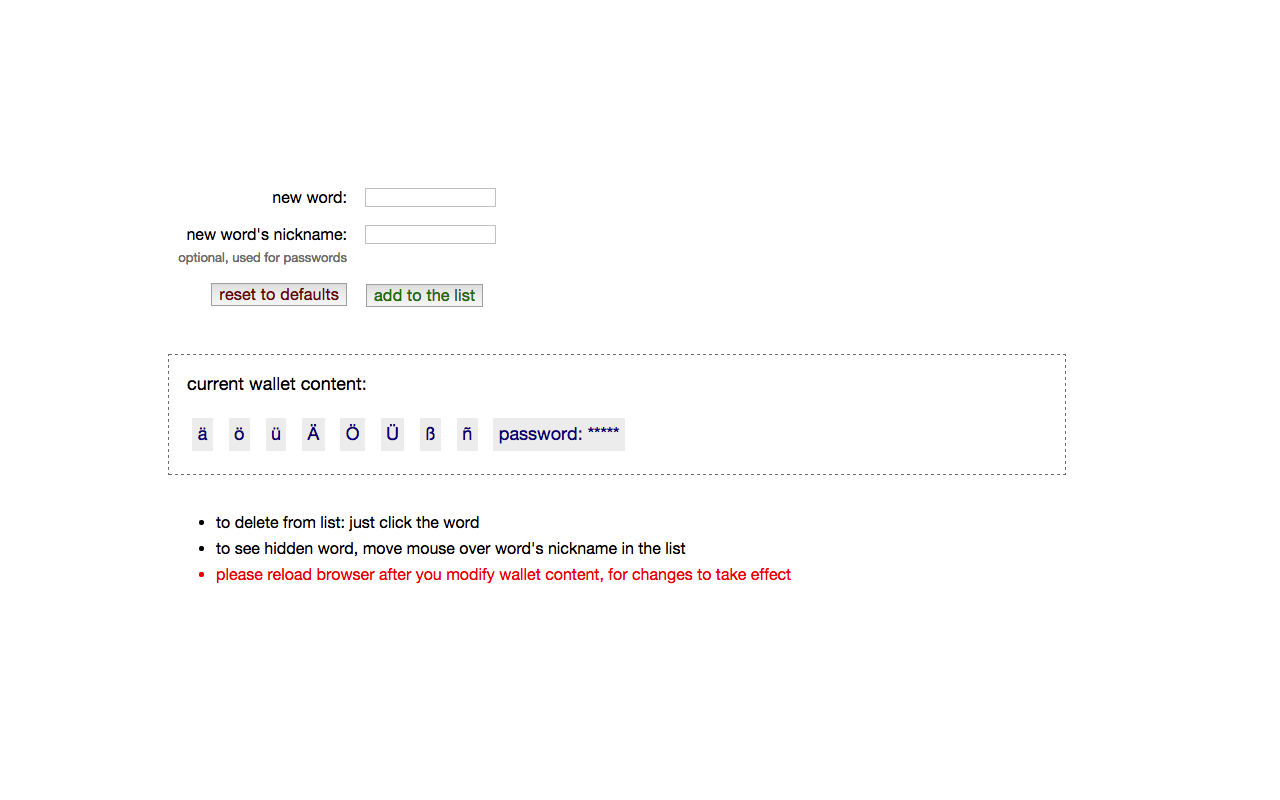 new word:
new word's nickname:
optional, used for passwords
reset to defaults add to the list
current wallet content:
ä ö ü Ä Ö Ü ß ñ password: *****
• to delete from list: just click the word
• to see hidden word, move mouse over word's nickname in the list
• please reload browser after you modify wallet content, for changes to take effect